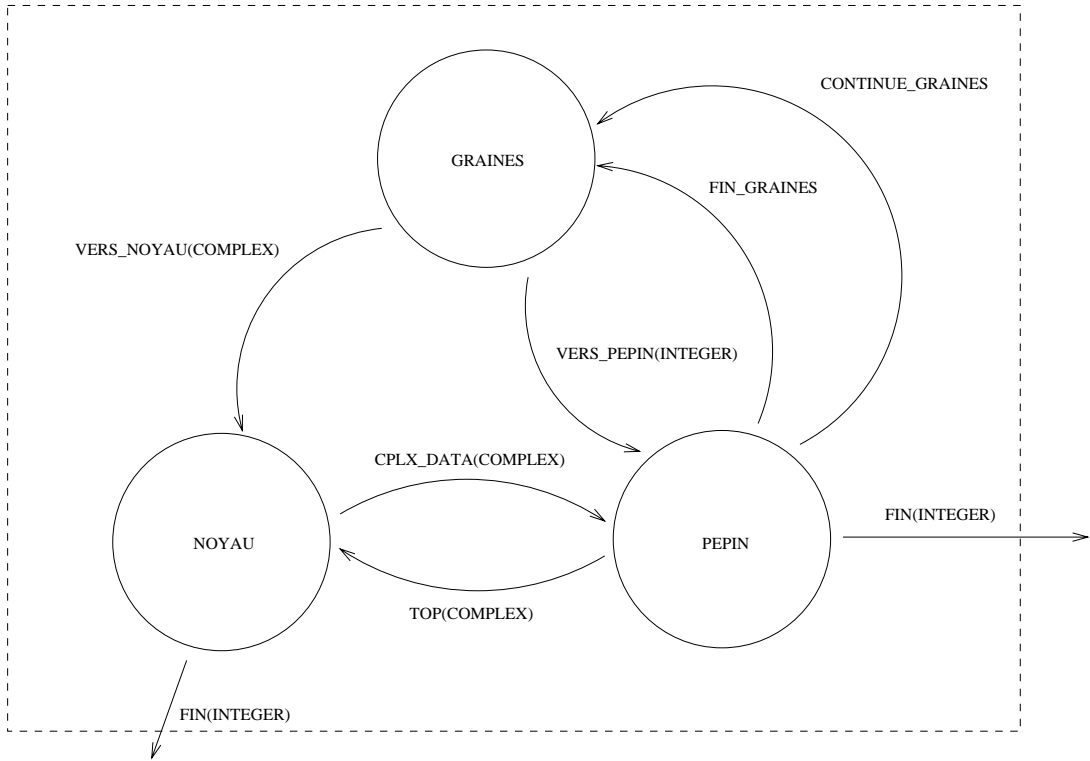 CONTINUE_GRAINES
GRAINES
FIN_GRAINES
VERS_NOYAU(COMPLEX)
VERS_PEPIN(INTEGER)
CPLX_DATA(COMPLEX)
FIN(INTEGER)
NOYAU
PEPIN
TOP(COMPLEX)
FIN(INTEGER)